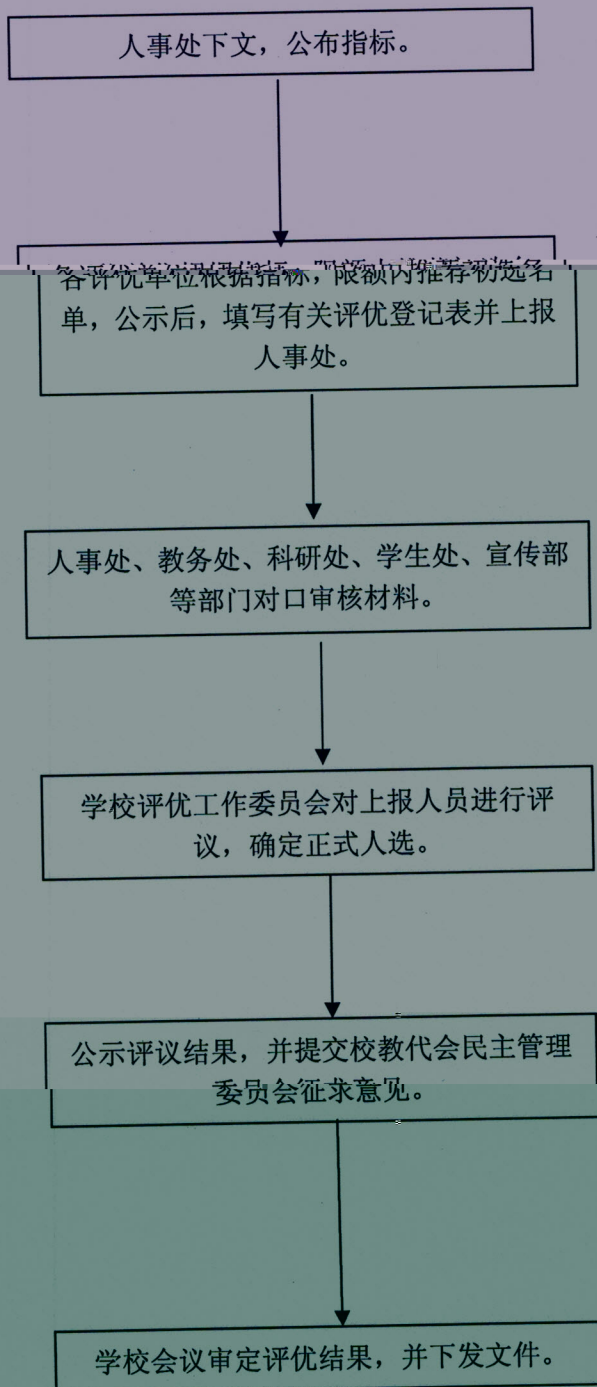 人事处下文，公布指标。
各评优单位根据指标，限额内推荐初选名
单，公示后，填写有关评优登记表并上报
人事处。
人事处、教务处、科研处、学生处、宣传部
等部门对口审核材料。
学校评优工作委员会对上报人员进行评
议，确定正式人选。
公示评议结果，并提交校教代会民主管理
委员会征求意见。
学校会议审定评优结果，并下发文件。